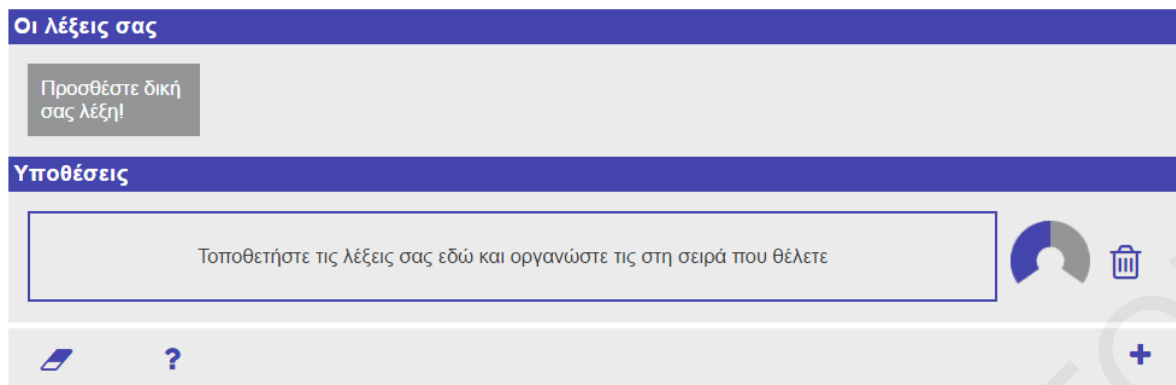 Οι λέξεις σας
Προσθέστε δική
σας λέξη!
Υποθέσεις
Τοποθετήστε τις λέξεις σας εδώ και οργανώστε τις στη σειρά που θέλετε
?